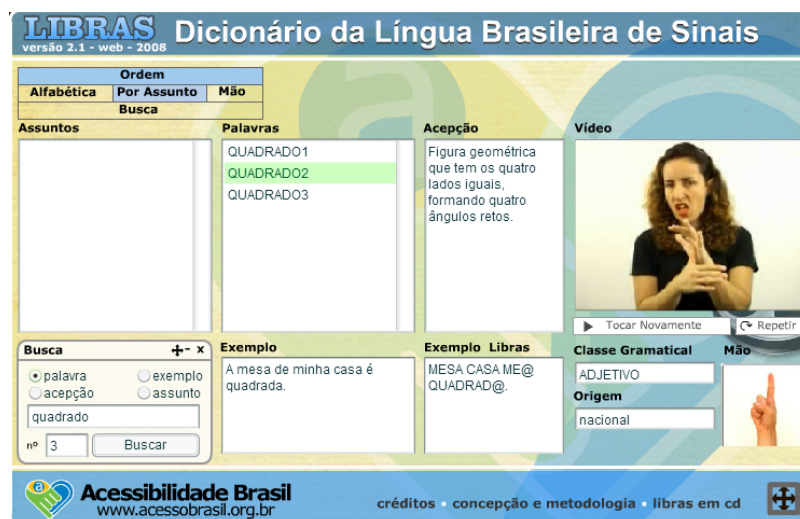 LIBRAS Dicionário da Língua Brasileira de Sinais
versão 2.1 - web - 2008
Ordem
Alfabética Por Assunto Mão
Busca
Assuntos
Palavras
QUADRADO1
QUADRADO2
QUADRADO3
Acepção
Figura geométrica
que tem os quatro
lados iguais,
formando quatro
ângulos retos.
Vídeo
Tocar Novamente
Repetir
Busca - x
palavra exemplo
acepção assunto
quadrado
nº 3 Buscar
Exemplo
A mesa de minha casa é
quadrada.
Exemplo Libras
MESA CASA ME@
QUADRAD@.
Classe Gramatical
ADJETIVO
Origem
nacional
Mão
Acessibilidade Brasil
www.acessobrasil.org.br
créditos - concepção e metodologia - libras em cd